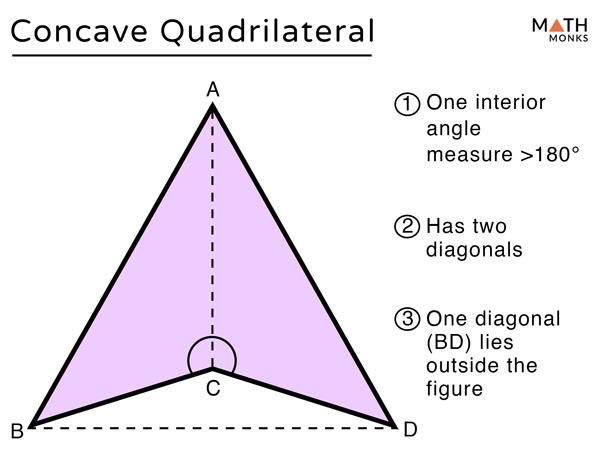 Concave Quadrilateral
MATH
MONKS
A
① One interior
angle
measure >180°
② Has two
diagonals
③ One diagonal
(BD) lies
outside the
figure
C
B
D